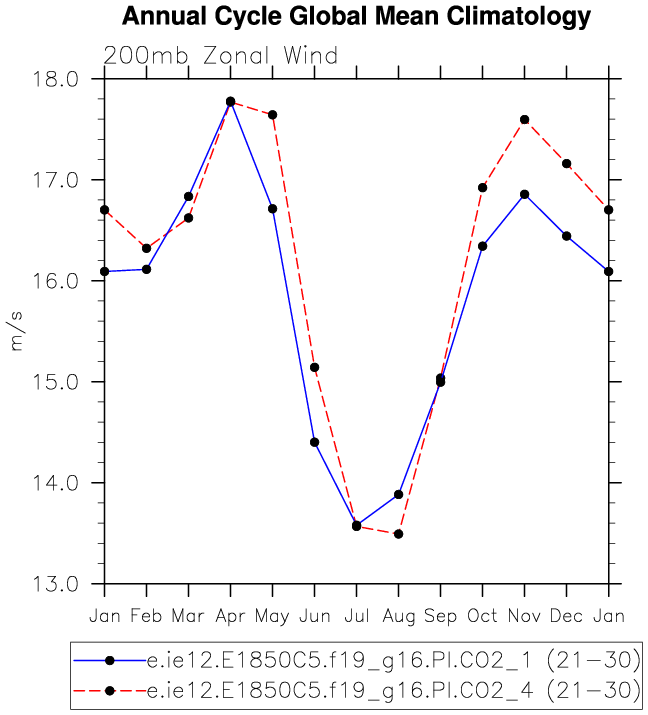 Annual Cycle Global Mean Climatology
200mb Zonal Wind
18.0
17.0
16.0
15.0
14.0
13.0
m/s
Jan Feb Mar Apr May Jun Jul Aug Sep Oct Nov Dec Jan
e.ie12.E1850C5.f19_g16.PI.CO2_1 (21-30)
e.ie12.E1850C5.f19_g16.PI.CO2_4 (21-30)